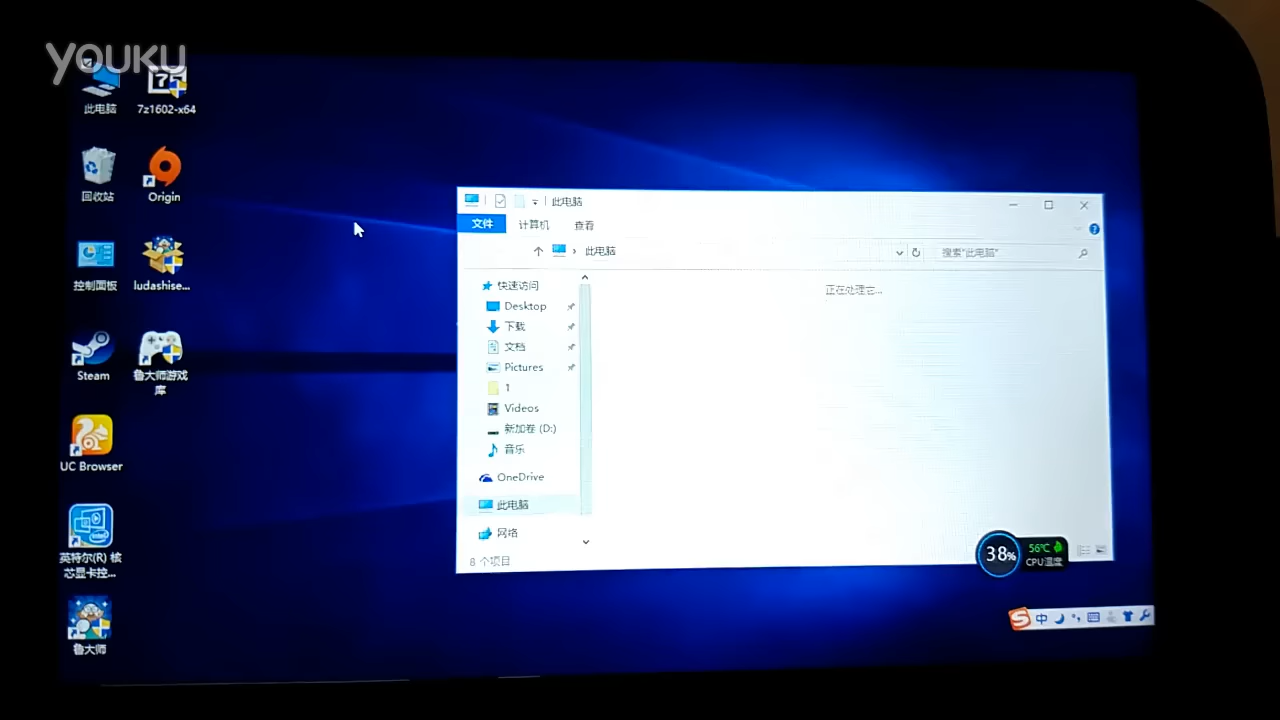 YOUKU
此电脑
7z1602-x64
回收站
Origin
控制面板
ludashise...
Steam
鲁大师游戏
库
UC Browser
英特尔(R) 核
芯显卡控...
鲁大师
此电脑
文件
计算机
查看
此电脑
搜索"此电脑"
快速访问
Desktop
下载
文档
Pictures
1
Videos
新加卷 (D:)
音乐
OneDrive
此电脑
网络
8 个项目
正在处理它...
38%
56℃
CPU温度
中